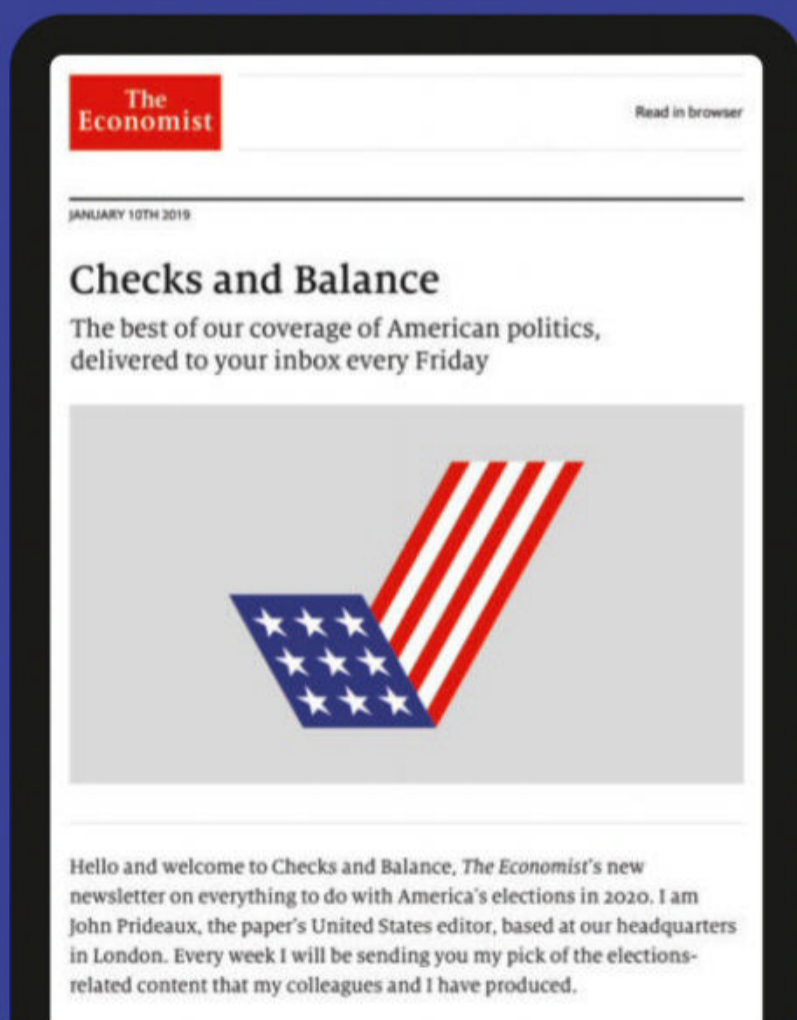 The
Economist
Read in browser
JANUARY 10TH 2019
Checks and Balance
The best of our coverage of American politics,
delivered to your inbox every Friday
Hello and welcome to Checks and Balance, The Economist's new
newsletter on everything to do with America's elections in 2020. I am
John Prideaux, the paper's United States editor, based at our headquarters
in London. Every week I will be sending you my pick of the elections-
related content that my colleagues and I have produced.